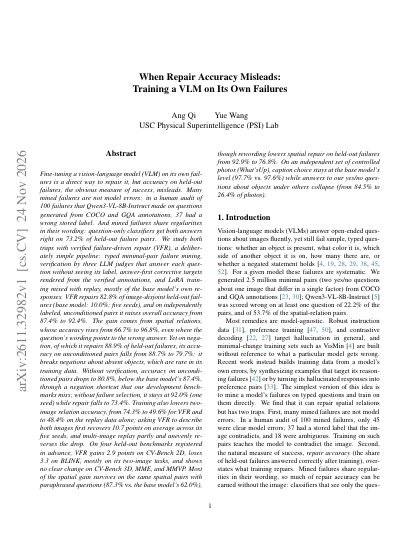 When Repair Accuracy Misleads:
Training a VLM on Its Own Failures
Ang Qi Yue Wang
USC Physical Superintelligence (PSI) Lab
arXiv:2611.32982v1 [cs.CV] 24 Nov 2026
Abstract
Fine-tuning a vision-language model (VLM) on its own fail-
ures is a direct way to repair it, but accuracy on held-out
failures, the obvious measure of success, misleads. Many
mined failures are not model errors: in a human audit of
100 failures that Qwen3-VL-8B-Instruct made on questions
generated from COCO and GQA annotations, 37 had a
wrong stored label. And mined failures share regularities
in their wording: question-only classifiers get both answers
right on 73.2% of held-out failure pairs. We study both
traps with verified failure-driven repair (VFR), a deliber-
ately simple pipeline: typed minimal-pair failure mining,
verification by three LLM judges that answer each ques-
tion without seeing its label, answer-first corrective targets
rendered from the verified annotations, and LoRA train-
ing mixed with replay, mostly of the base model's own re-
sponses. VFR repairs 82.8% of image-disjoint held-out fail-
ures (base model: 10.0%; five seeds), and on independently
labeled, unconditioned pairs it raises overall accuracy from
87.4% to 92.4%. The gain comes from spatial relations,
whose accuracy rises from 66.7% to 96.8%, even where the
question's wording points to the wrong answer. On nega-
tion, of which it repairs 88.9% of held-out failures, its ac-
curacy on unconditioned pairs falls from 88.7% to 79.7%: it
breaks negations about absent objects, which are rare in its
training data. Without verification, accuracy on uncondi-
tioned pairs drops to 80.8%, below the base model's 87.4%,
through a negation shortcut that our development bench-
marks miss; without failure selection, it stays at 92.0% (one
seed) while repair falls to 73.4%. Training also lowers two-
image relation accuracy, from 74.3% to 49.6% for VFR and
to 48.4% on the replay data alone; asking VFR to describe
both images first recovers 10.7 points on average across its
five seeds, and multi-image replay partly and unevenly re-
verses the drop. On four held-out benchmarks registered
in advance, VFR gains 2.9 points on CV-Bench 2D, loses
3.3 on BLINK, mostly on its two-image tasks, and shows
no clear change on CV-Bench 3D, MME, and MMVP. Most
of the spatial gain survives on the same spatial pairs with
paraphrased questions (87.3% vs. the base model's 62.0%),
though rewording lowers spatial repair on held-out failures
from 92.9% to 76.8%. On an independent set of controlled
photos (What'sUp), caption choice stays at the base model's
level (97.7% vs. 97.6%) while answers to our yes/no ques-
tions about objects under others collapse (from 84.5% to
26.4% of photos).
1. Introduction
Vision-language models (VLMs) answer open-ended ques-
tions about images fluently, yet still fail simple, typed ques-
tions: whether an object is present, what color it is, which
side of another object it is on, how many there are, or
whether a negated statement holds [4, 19, 28, 29, 38, 45,
52]. For a given model these failures are systematic. We
generated 2.5 million minimal pairs (two yes/no questions
about one image that differ in a single factor) from COCO
and GQA annotations [23, 30]; Qwen3-VL-8B-Instruct [5]
was scored wrong on at least one question of 22.2% of the
pairs, and of 53.7% of the spatial-relation pairs.
Most remedies are model-agnostic. Robust instruction
data [31], preference training [47, 50], and contrastive
decoding [22, 27] target hallucination in general, and
minimal-change training sets such as VisMin [4] are built
without reference to what a particular model gets wrong.
Recent work instead builds training data from a model's
own errors, by synthesizing examples that target its reason-
ing failures [42] or by turning its hallucinated responses into
preference pairs [33]. The simplest version of this idea is
to mine a model's failures on typed questions and train on
them directly. We find that it can repair spatial questions
but has two traps. First, many mined failures are not model
errors. In a human audit of 100 mined failures, only 45
were clear model errors; 37 had a stored label that the im-
age contradicts, and 18 were ambiguous. Training on such
pairs teaches the model to contradict the image. Second,
the natural measure of success, repair accuracy (the share
of held-out failures answered correctly after training), over-
states what training repairs. Mined failures share regular-
ities in their wording, so much of repair accuracy can be
earned without the image: classifiers that see only the ques-
1